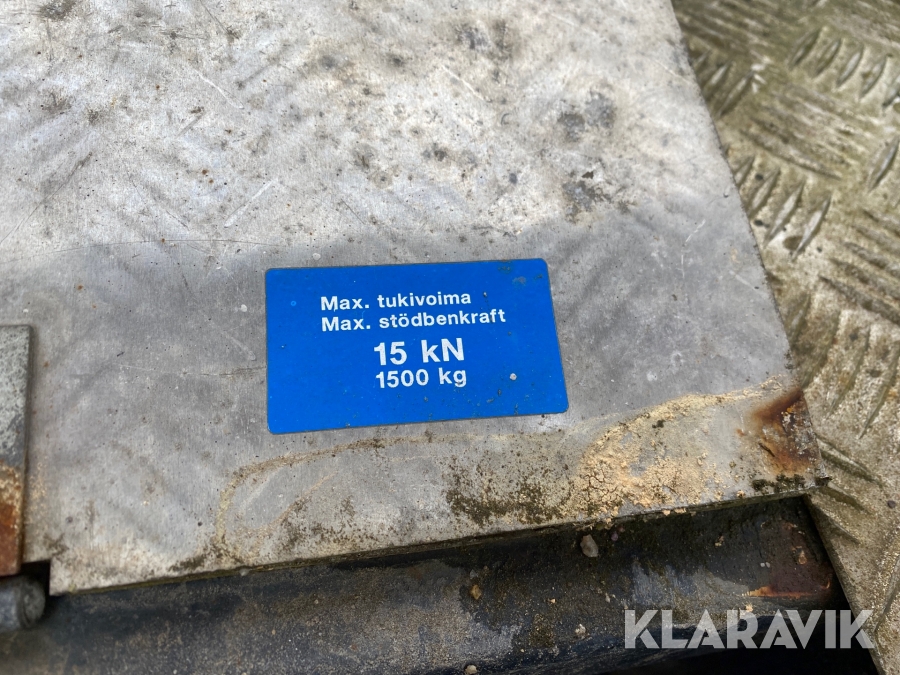 Max. tukivoima
Max. stödbenkraft
15 kN
1500 kg
KLARAVIK